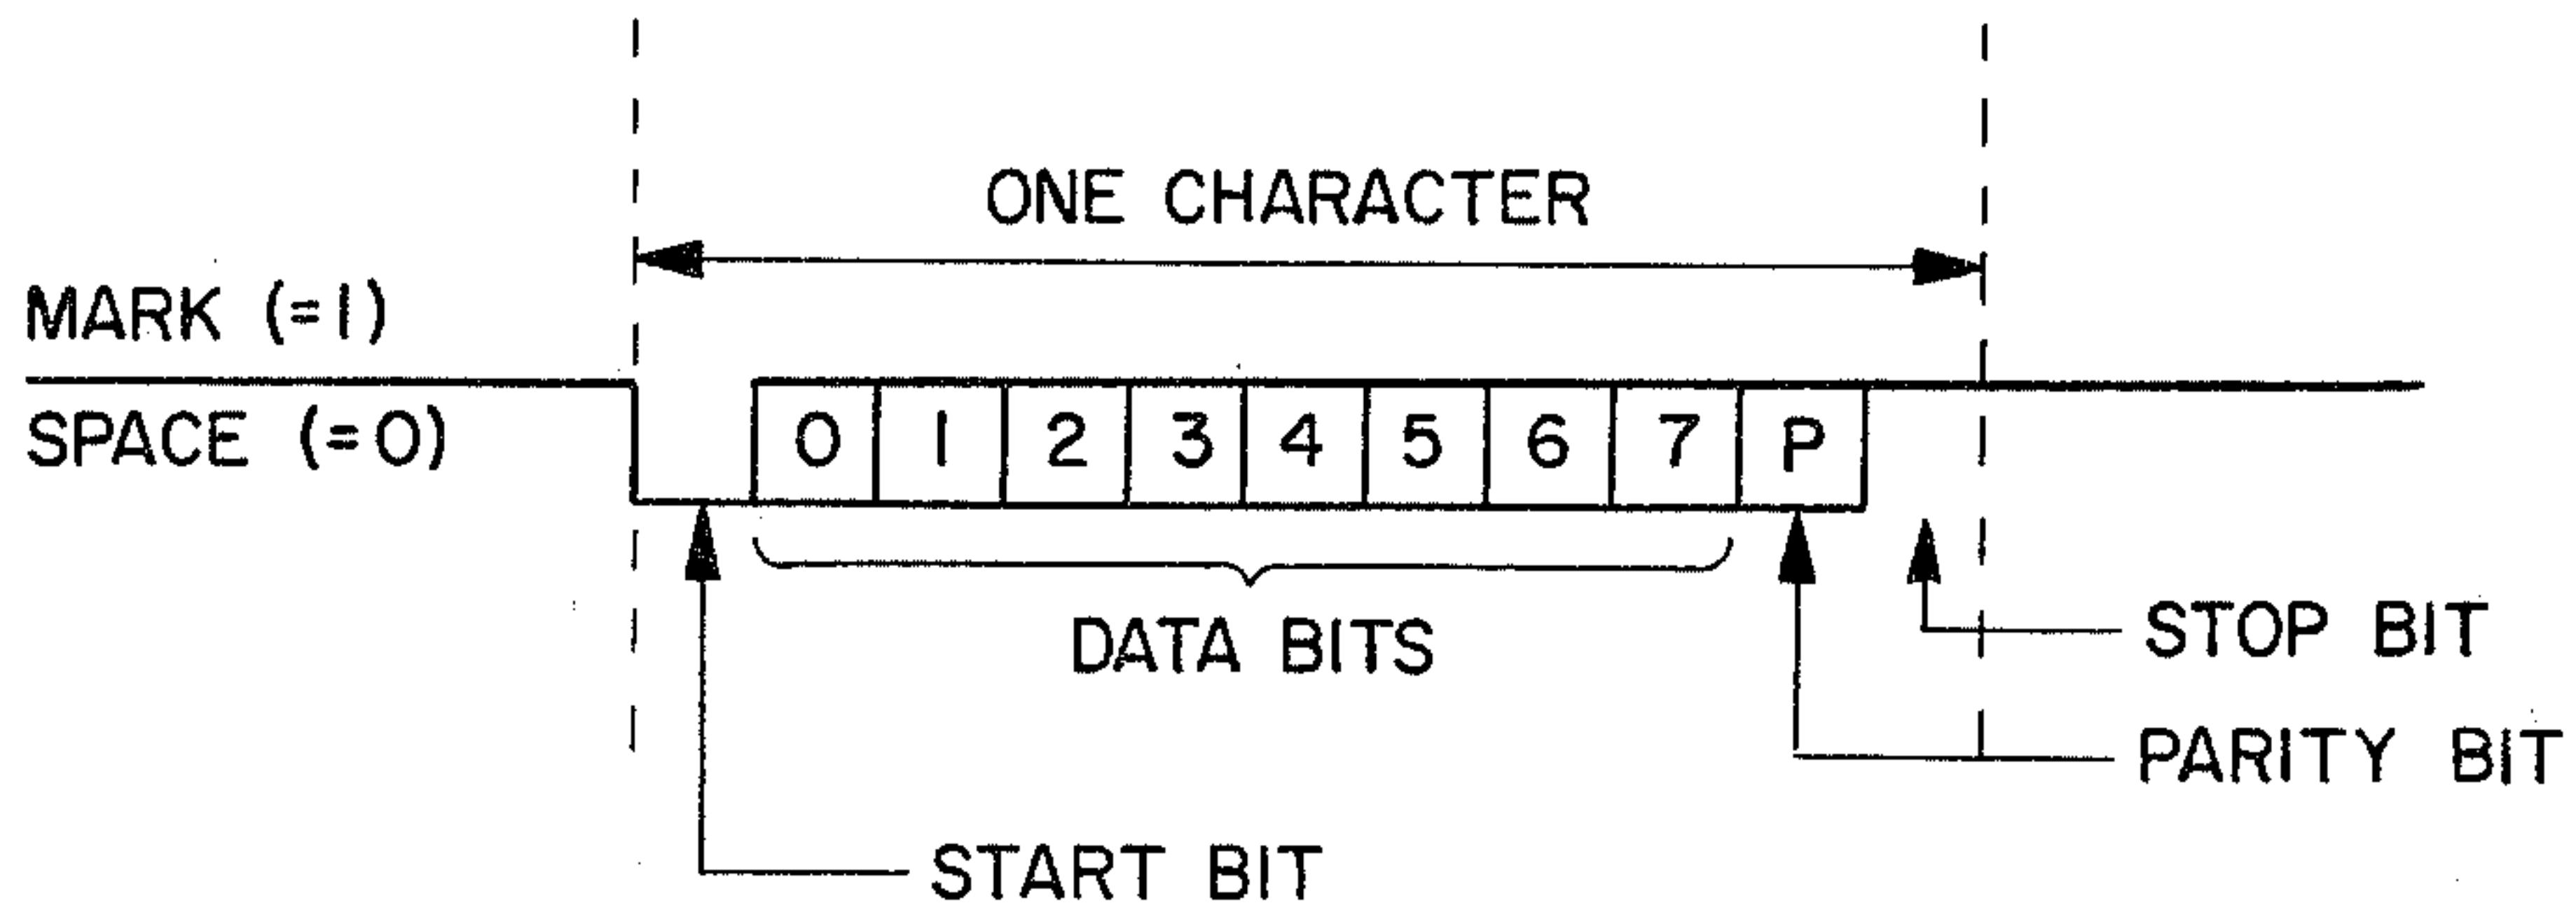 ONE CHARACTER
MARK (=1)
SPACE (=0)
0 1 2 3 4 5 6 7 P
DATA BITS
STOP BIT
PARITY BIT
START BIT